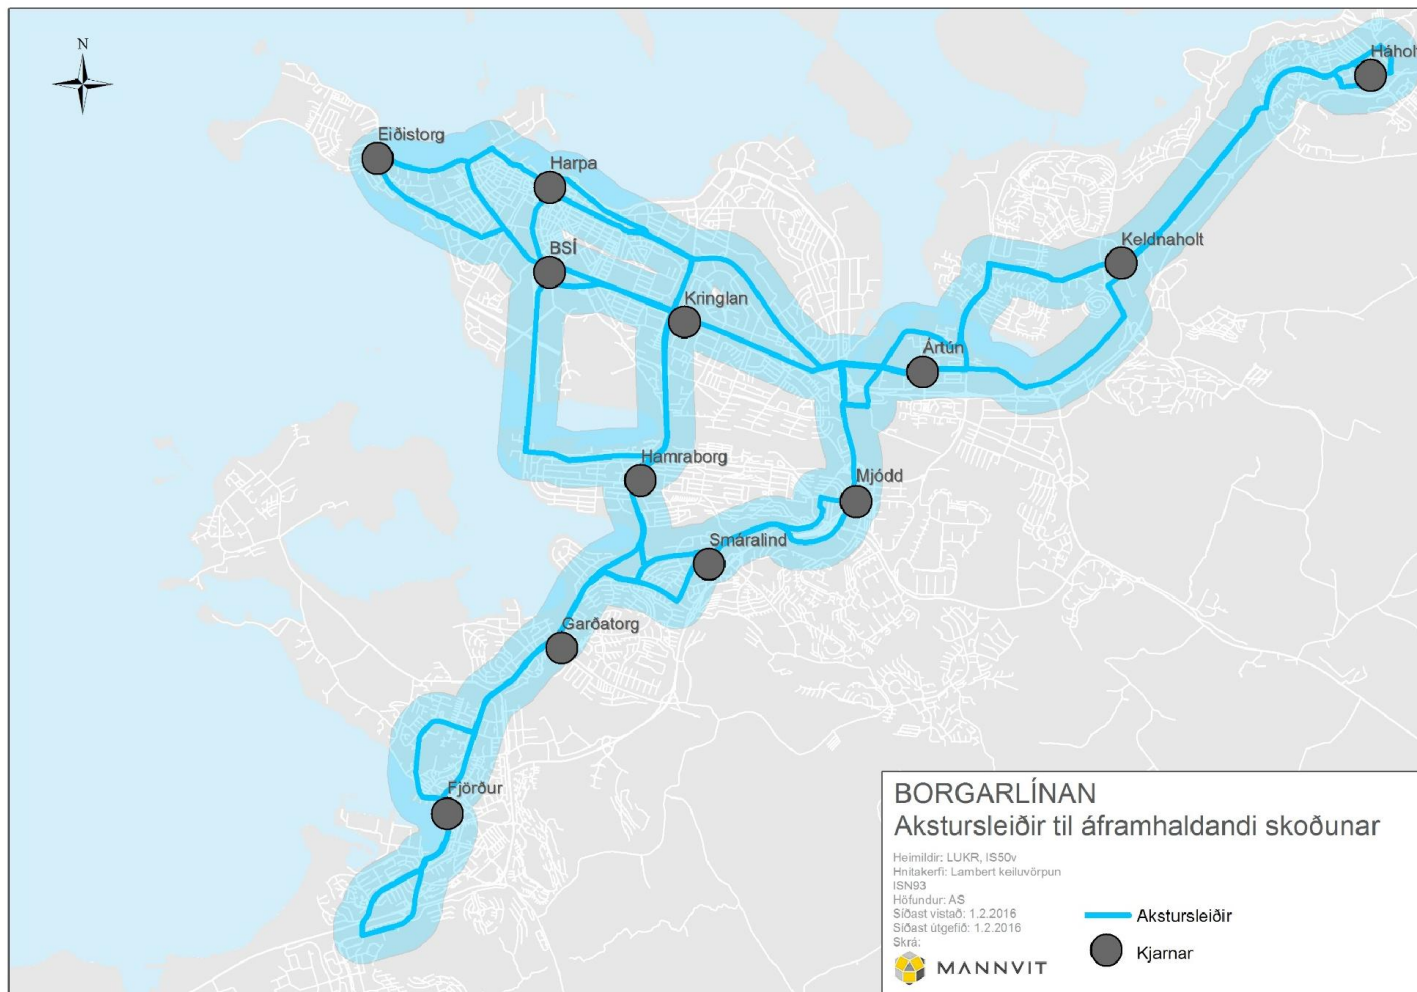 N
Háholt
Eiðistorg
Harpa
Keldnaholt
BSÍ
Kringlan
Ártún
Hamraborg
Mjódd
Smáralind
Garðatorg
Fjörður
BORGARLÍNAN
Akstursleiðir til áframhaldandi skoðunar
Heimildir: LUKR, IS50v
Hnitakerfi: Lambert keiluvörpun
ISN93
Höfundur: AS
Síðast vistað: 1.2.2016
Síðast útgefið: 1.2.2016
Skrá:
MANNVIT
Akstursleiðir
Kjarnar